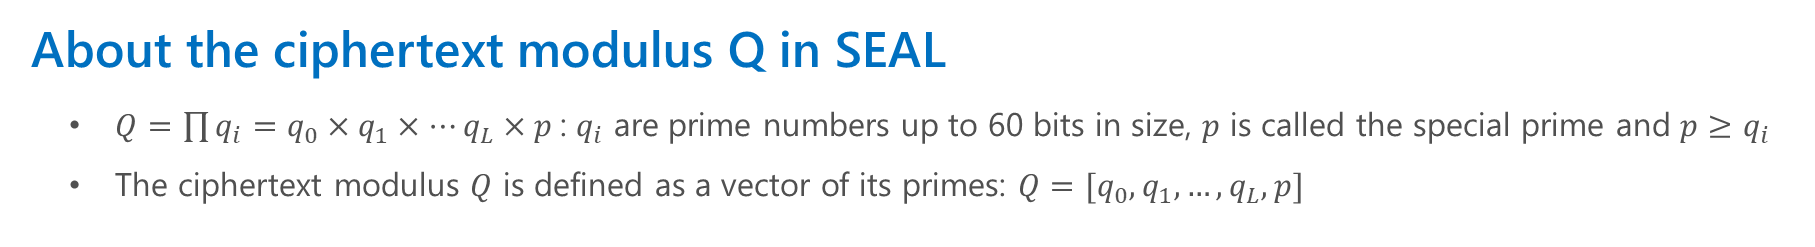 About the ciphertext modulus Q in SEAL
• Q = ∏ qᵢ = q₀ × q₁ × ⋯ q_L × p : qᵢ are prime numbers up to 60 bits in size, p is called the special prime and p ≥ qᵢ
• The ciphertext modulus Q is defined as a vector of its primes: Q = [q₀, q₁, … , q_L, p]